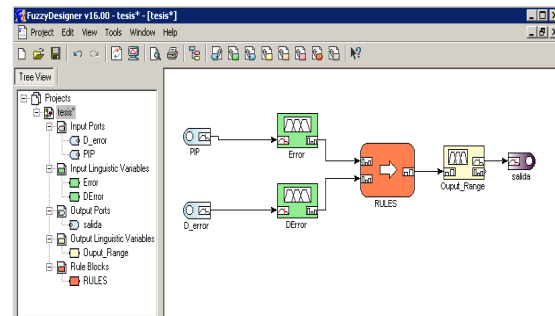 FuzzyDesigner v16.00 - tesis* - [tesis*]
Project Edit View Tools Window Help
Tree View
Projects
tesis*
Input Ports
D_error
PIP
Input Linguistic Variables
Error
DError
Output Ports
salida
Output Linguistic Variables
Ouput_Range
Rule Blocks
RULES
PIP
Error
D_error
DError
RULES
Ouput_Range
salida